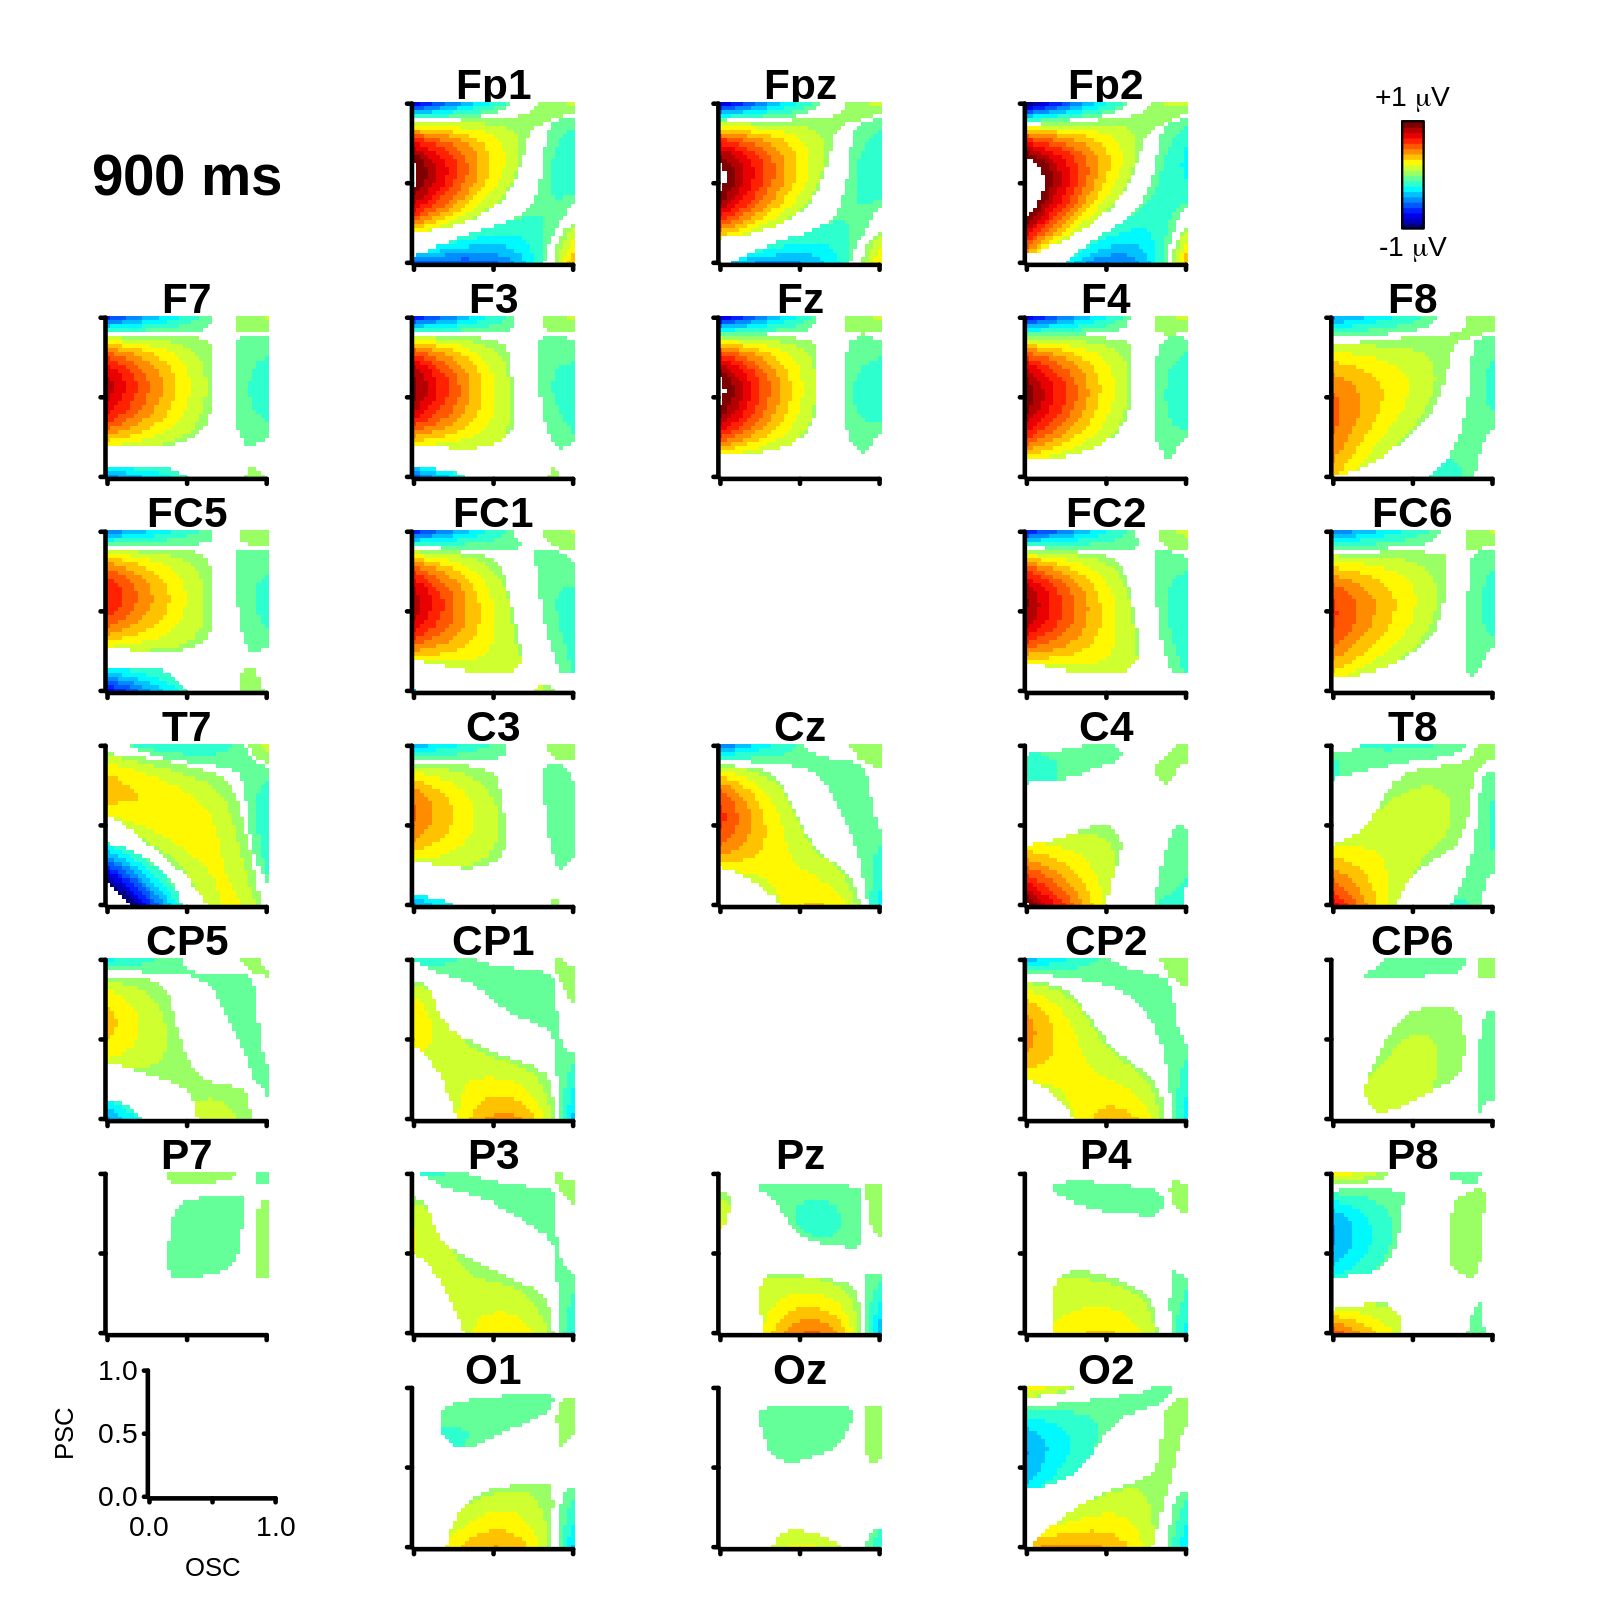 Fp1 Fpz Fp2
+1 μV
900 ms
-1 μV
F7 F3 Fz F4 F8
FC5 FC1 FC2 FC6
T7 C3 Cz C4 T8
CP5 CP1 CP2 CP6
P7 P3 Pz P4 P8
O1 Oz O2
1.0
PSC
0.5
0.0
0.0 1.0
OSC